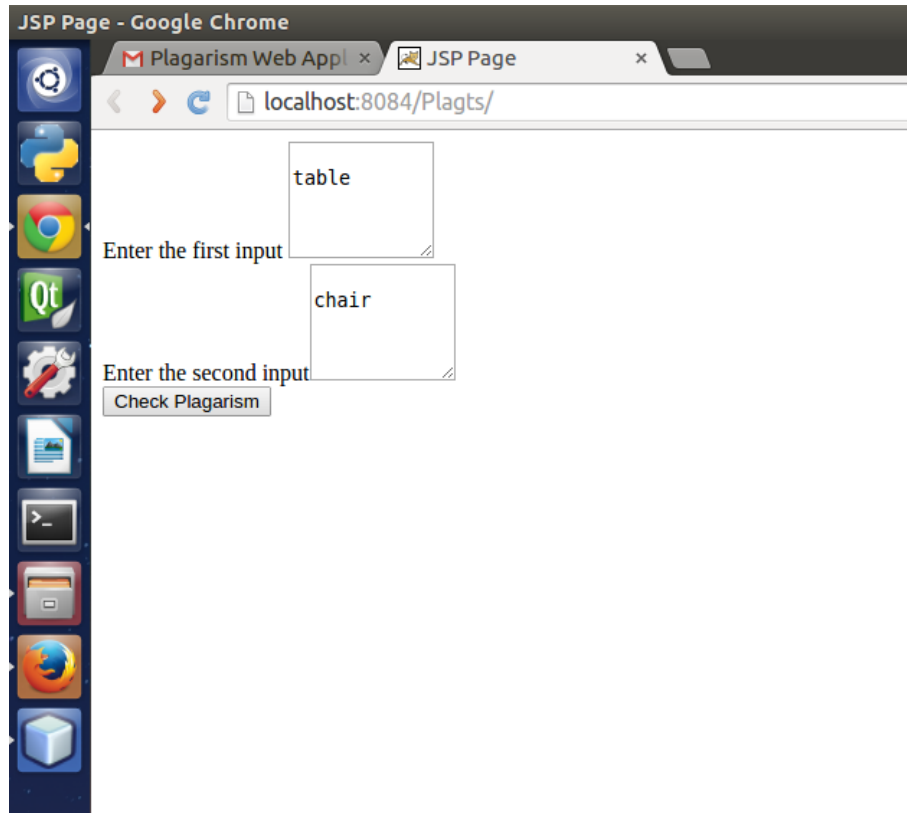 JSP Page - Google Chrome
Plagarism Web Appl × JSP Page ×
localhost:8084/Plagts/
table
Enter the first input
chair
Enter the second input
Check Plagarism
Qt
>_